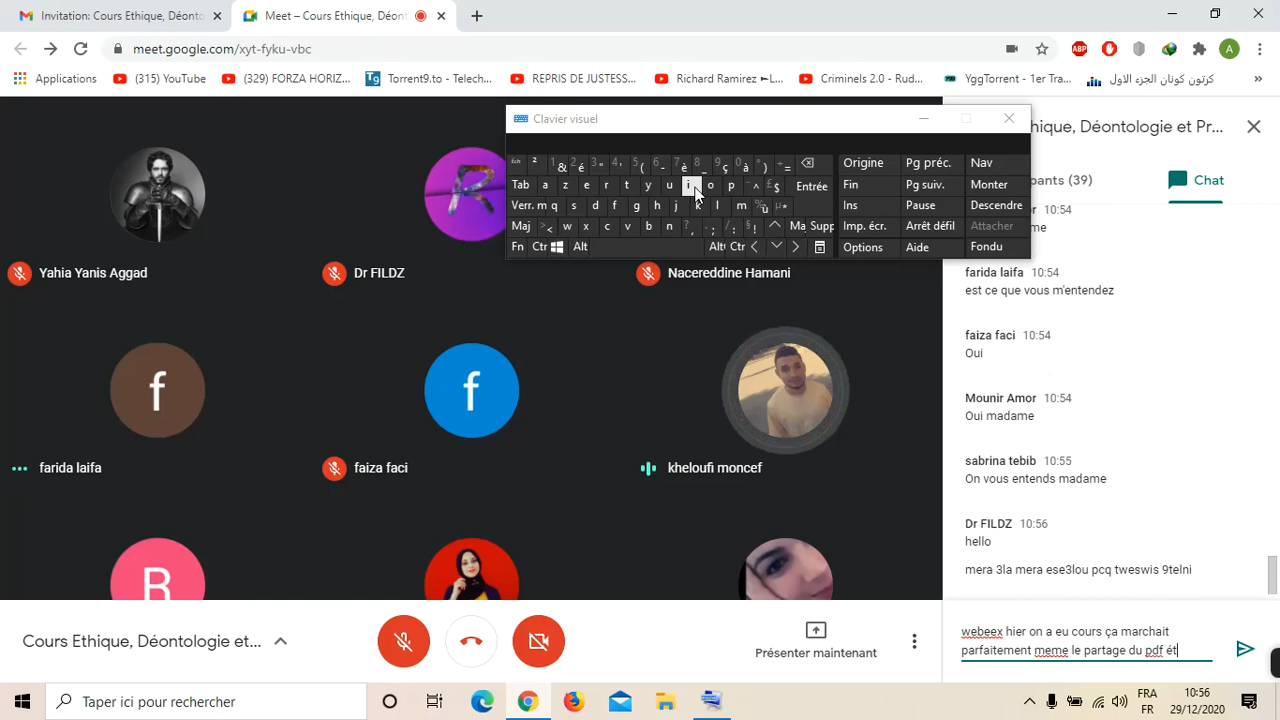 Invitation: Cours Ethique, Déonto
Meet – Cours Ethique, Déontol
meet.google.com/xyt-fyku-vbc
ABP
A
Applications
(315) YouTube
(329) FORZA HORIZ...
Torrent9.to - Telech...
REPRIS DE JUSTESS...
Richard Ramirez ►L...
Criminels 2.0 - Rud...
YggTorrent - 1er Tra...
كرتون كونان الجزء الاول
Clavier visuel
Origine Pg préc. Nav
Tab a z e r t y u i o p Entrée Fin Pg suiv. Monter
Verr. m q s d f g h j k l m Ins Pause Descendre
Maj w x c v b n Ma Supp Imp. écr. Arrêt défil Attacher
Fn Ctr Alt Alt Ctr Options Aide Fondu
hique, Déontologie et Pr...
pants (39)
Chat
Yahia Yanis Aggad
Dr FILDZ
Nacereddine Hamani
f
farida laifa
f
faiza faci
kheloufi moncef
R
10:54
me
farida laifa 10:54
est ce que vous m'entendez
faiza faci 10:54
Oui
Mounir Amor 10:54
Oui madame
sabrina tebib 10:55
On vous entends madame
Dr FILDZ 10:56
hello
mera 3la mera ese3lou pcq tweswis 9telni
webeex hier on a eu cours ça marchait
parfaitement meme le partage du pdf ét
Cours Ethique, Déontologie et...
Présenter maintenant
Taper ici pour rechercher
FRA
FR
10:56
29/12/2020